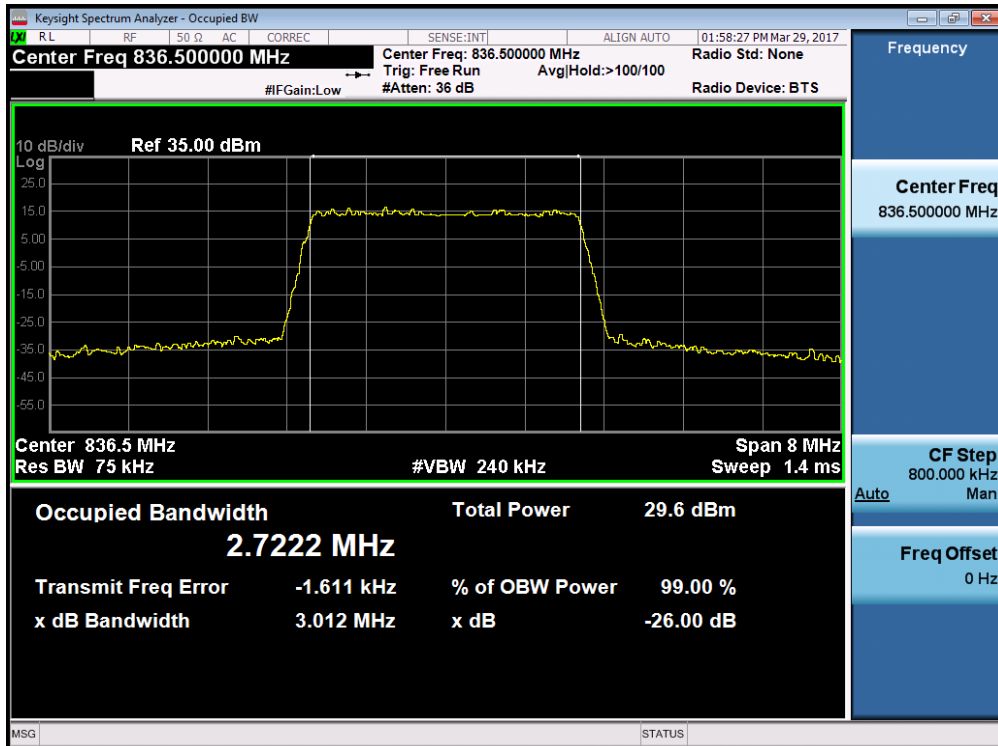 Keysight Spectrum Analyzer - Occupied BW
LXI RL RF 50 Ω AC CORREC SENSE:INT ALIGN AUTO 01:58:27 PM Mar 29, 2017
Center Freq 836.500000 MHz
Center Freq: 836.500000 MHz Radio Std: None
Trig: Free Run Avg|Hold:>100/100
#IFGain:Low #Atten: 36 dB Radio Device: BTS
10 dB/div Ref 35.00 dBm
Log
25.0
15.0
5.00
-5.00
-15.0
-25.0
-35.0
-45.0
-55.0
Center 836.5 MHz Span 8 MHz
Res BW 75 kHz #VBW 240 kHz Sweep 1.4 ms
Occupied Bandwidth Total Power 29.6 dBm
2.7222 MHz
Transmit Freq Error -1.611 kHz % of OBW Power 99.00 %
x dB Bandwidth 3.012 MHz x dB -26.00 dB
Frequency
Center Freq
836.500000 MHz
CF Step
800.000 kHz
Auto Man
Freq Offset
0 Hz
MSG STATUS